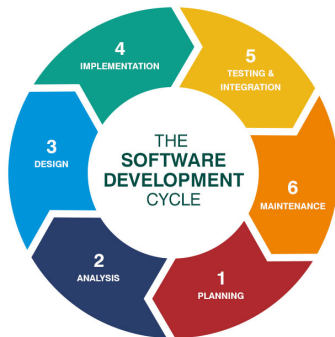 THE
SOFTWARE
DEVELOPMENT
CYCLE
1
PLANNING
2
ANALYSIS
3
DESIGN
4
IMPLEMENTATION
5
TESTING &
INTEGRATION
6
MAINTENANCE